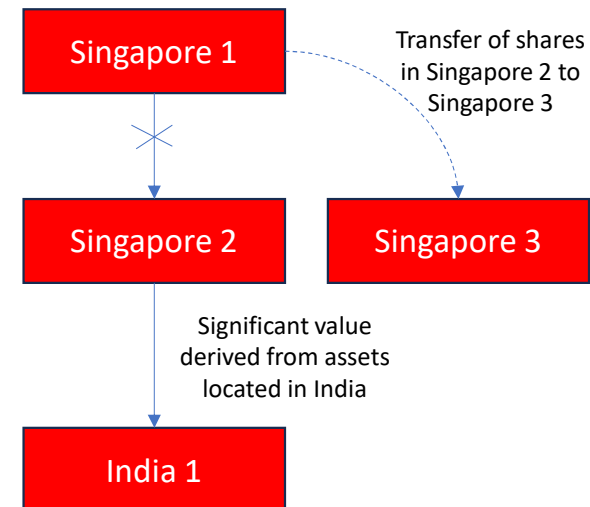 Singapore 1
Transfer of shares
in Singapore 2 to
Singapore 3
Singapore 2
Singapore 3
Significant value
derived from assets
located in India
India 1